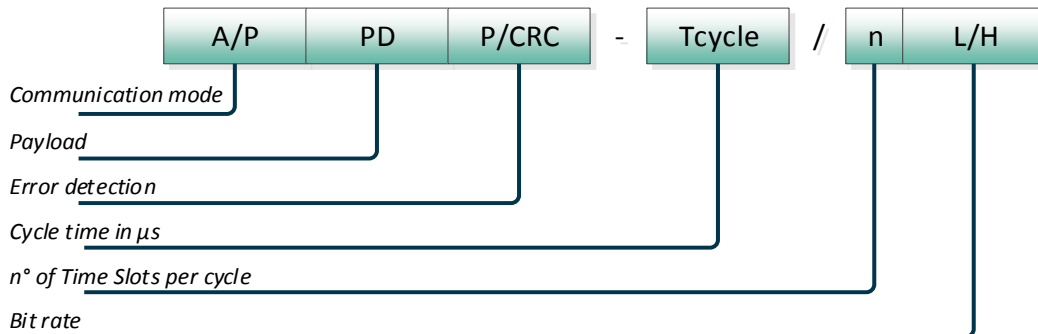 A/P PD P/CRC - Tcycle / n L/H
Communication mode
Payload
Error detection
Cycle time in µs
n° of Time Slots per cycle
Bit rate